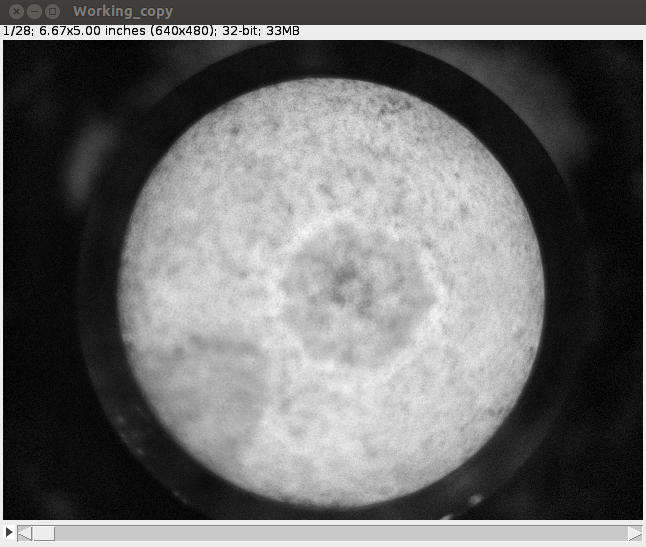 Working_copy
1/28; 6.67x5.00 inches (640x480); 32-bit; 33MB